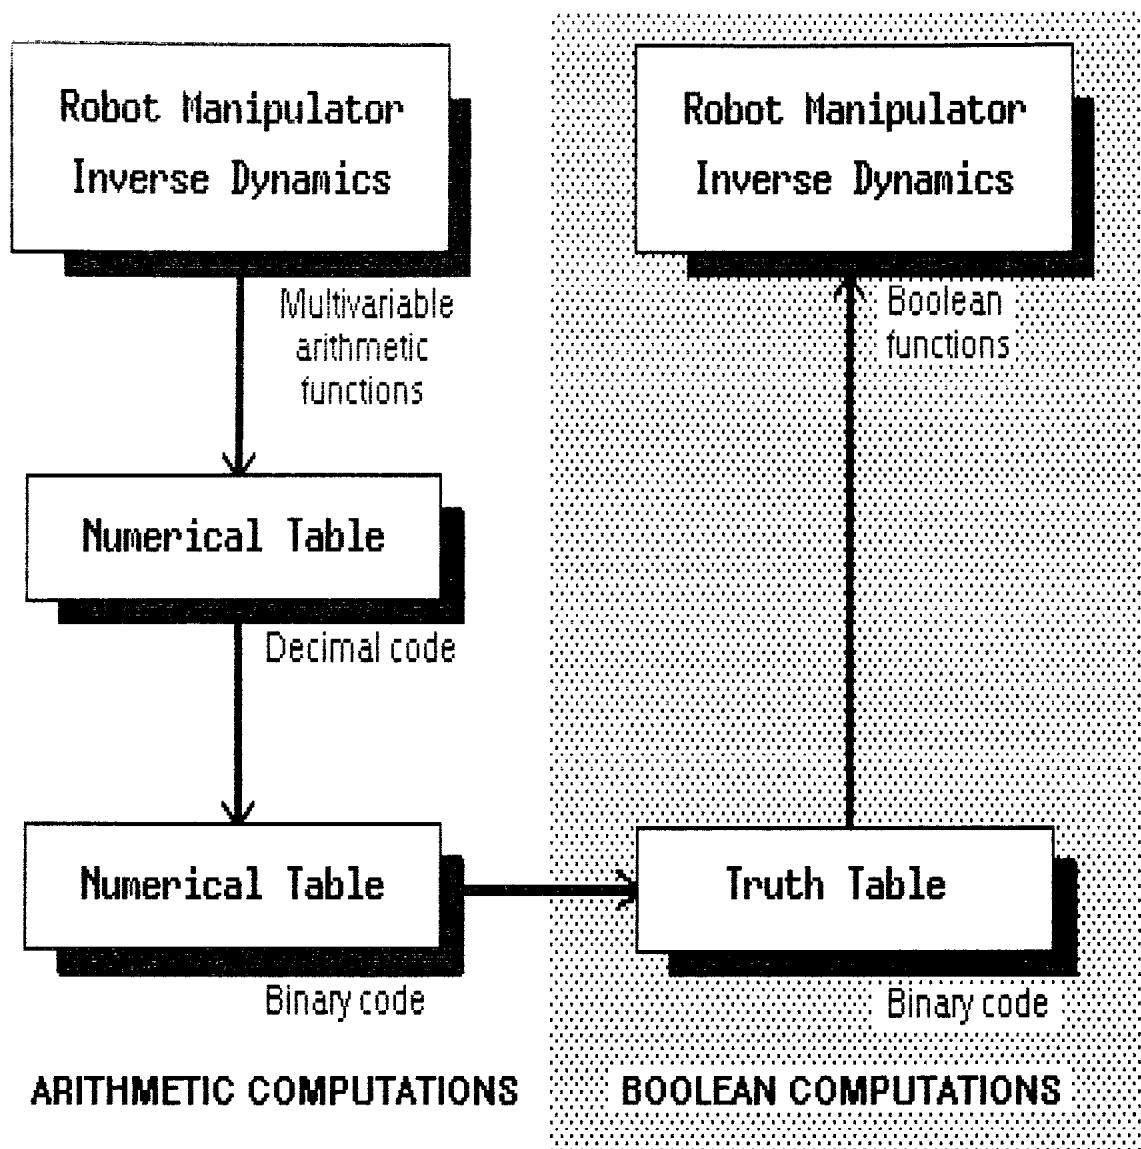 Robot Manipulator
Inverse Dynamics
Multivariable
arithmetic
functions
Numerical Table
Decimal code
Numerical Table
Binary code
ARITHMETIC COMPUTATIONS
Robot Manipulator
Inverse Dynamics
Boolean
functions
Truth Table
Binary code
BOOLEAN COMPUTATIONS